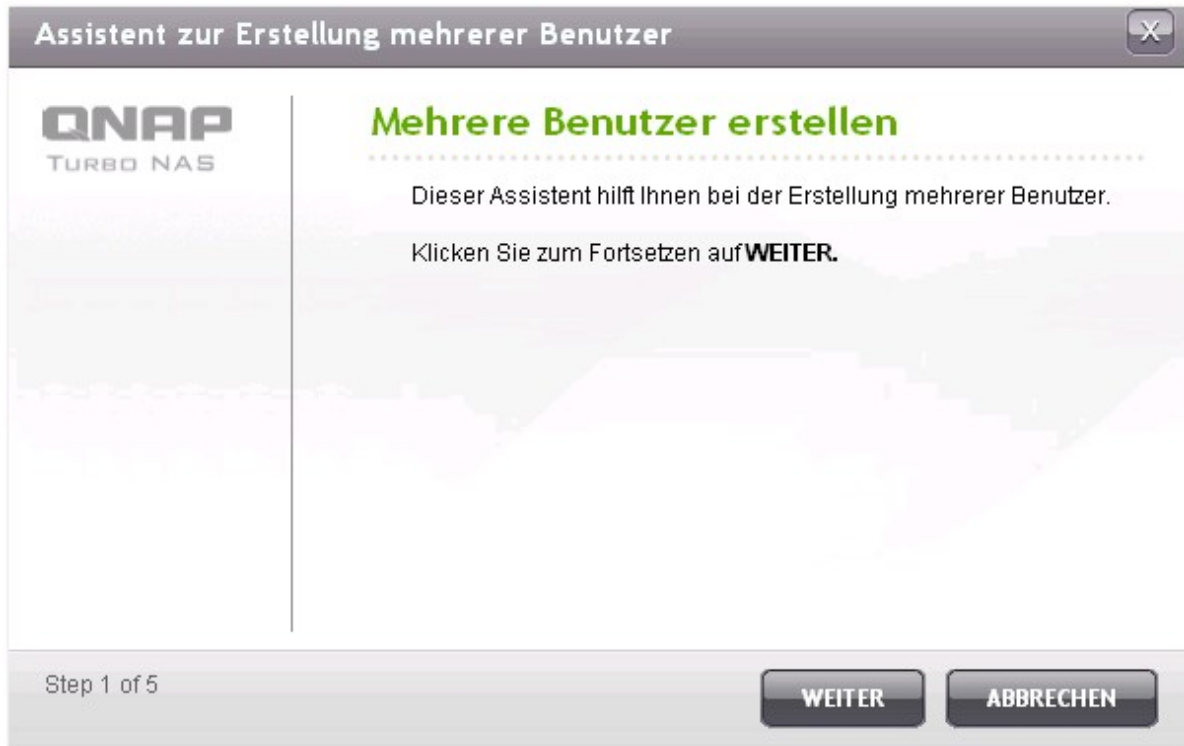 Assistent zur Erstellung mehrerer Benutzer
X
QNAP
TURBO NAS
Mehrere Benutzer erstellen
Dieser Assistent hilft Ihnen bei der Erstellung mehrerer Benutzer.
Klicken Sie zum Fortsetzen auf WEITER.
Step 1 of 5
WEITER
ABBRECHEN